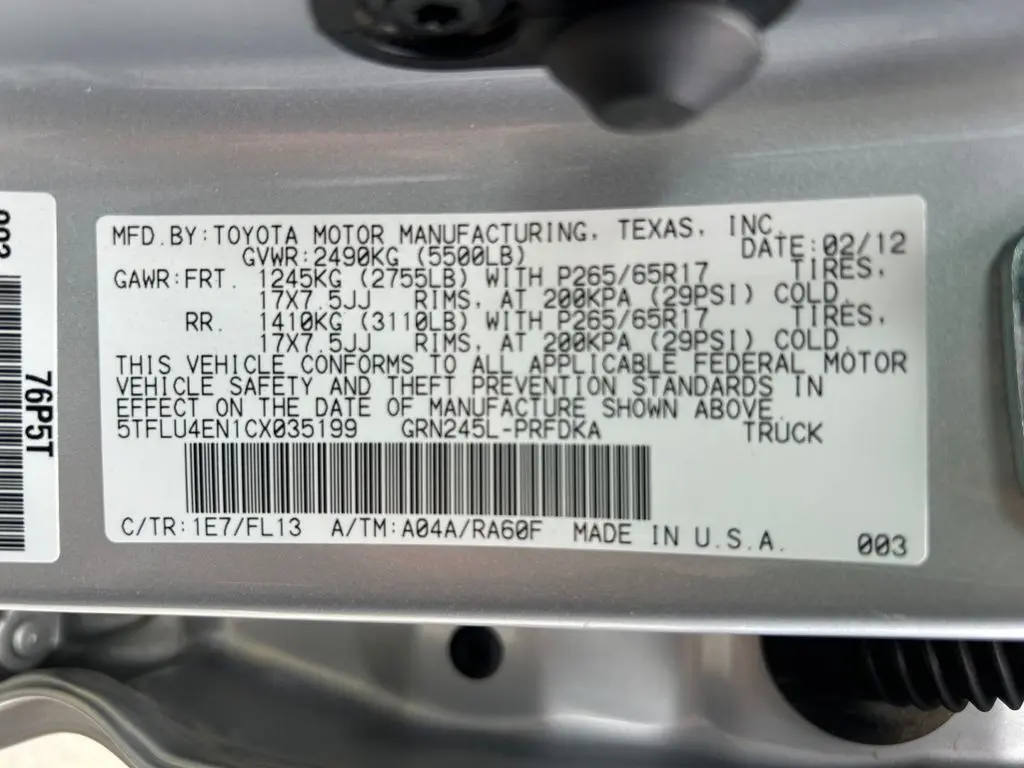 MFD.BY:TOYOTA MOTOR MANUFACTURING, TEXAS, INC.
GVWR:2490KG (5500LB) DATE:02/12
GAWR:FRT. 1245KG (2755LB) WITH P265/65R17 TIRES,
17X7.5JJ RIMS, AT 200KPA (29PSI) COLD.
RR. 1410KG (3110LB) WITH P265/65R17 TIRES,
17X7.5JJ RIMS, AT 200KPA (29PSI) COLD.
THIS VEHICLE CONFORMS TO ALL APPLICABLE FEDERAL MOTOR
VEHICLE SAFETY AND THEFT PREVENTION STANDARDS IN
EFFECT ON THE DATE OF MANUFACTURE SHOWN ABOVE.
5TFLU4EN1CX035199 GRN245L-PRFDKA TRUCK
C/TR:1E7/FL13 A/TM:A04A/RA60F MADE IN U.S.A. 003
76P5T